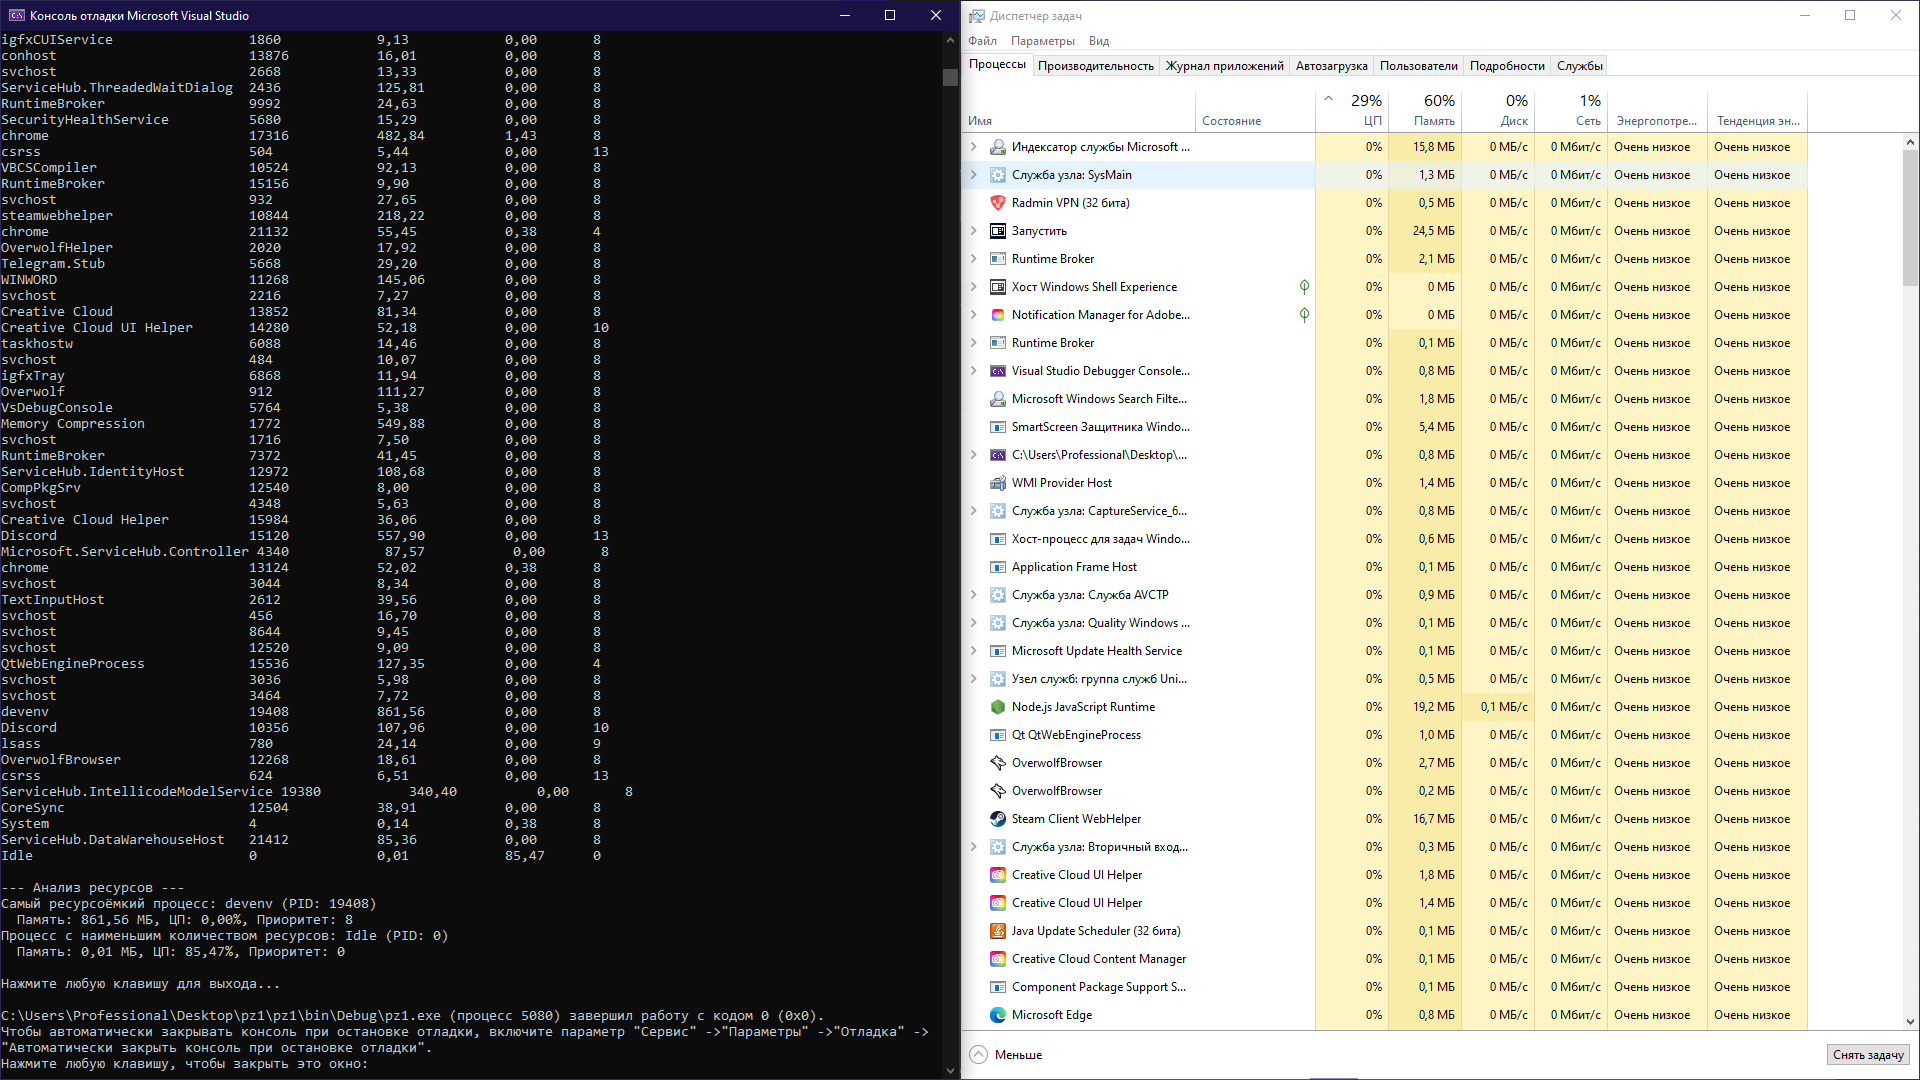 Консоль отладки Microsoft Visual Studio
igfxCUIService 1860 9,13 0,00 8
conhost 13876 16,01 0,00 8
svchost 2668 13,33 0,00 8
ServiceHub.ThreadedWaitDialog 2436 125,81 0,00 8
RuntimeBroker 9992 24,63 0,00 8
SecurityHealthService 5680 15,29 0,00 8
chrome 17316 482,84 1,43 8
csrss 504 5,44 0,00 13
VBCSCompiler 10524 92,13 0,00 8
RuntimeBroker 15156 9,90 0,00 8
svchost 932 27,65 0,00 8
steamwebhelper 10844 218,22 0,00 8
chrome 21132 55,45 0,38 4
OverwolfHelper 2020 17,92 0,00 8
Telegram.Stub 5668 29,20 0,00 8
WINWORD 11268 145,06 0,00 8
svchost 2216 7,27 0,00 8
Creative Cloud 13852 81,34 0,00 8
Creative Cloud UI Helper 14280 52,18 0,00 10
taskhostw 6088 14,46 0,00 8
svchost 484 10,07 0,00 8
igfxTray 6868 11,94 0,00 8
Overwolf 912 111,27 0,00 8
VsDebugConsole 5764 5,38 0,00 8
Memory Compression 1772 549,88 0,00 8
svchost 1716 7,50 0,00 8
RuntimeBroker 7372 41,45 0,00 8
ServiceHub.IdentityHost 12972 108,68 0,00 8
CompPkgSrv 12540 8,00 0,00 8
svchost 4348 5,63 0,00 8
Creative Cloud Helper 15984 36,06 0,00 8
Discord 15120 557,90 0,00 13
Microsoft.ServiceHub.Controller 4340 87,57 0,00 8
chrome 13124 52,02 0,38 8
svchost 3044 8,34 0,00 8
TextInputHost 2612 39,56 0,00 8
svchost 456 16,70 0,00 8
svchost 8644 9,45 0,00 8
svchost 12520 9,09 0,00 8
QtWebEngineProcess 15536 127,35 0,00 4
svchost 3036 5,98 0,00 8
svchost 3464 7,72 0,00 8
devenv 19408 861,56 0,00 8
Discord 10356 107,96 0,00 10
lsass 780 24,14 0,00 9
OverwolfBrowser 12268 18,61 0,00 8
csrss 624 6,51 0,00 13
ServiceHub.IntellicodeModelService 19380 340,40 0,00 8
CoreSync 12504 38,91 0,00 8
System 4 0,14 0,38 8
ServiceHub.DataWarehouseHost 21412 85,36 0,00 8
Idle 0 0,01 85,47 0
--- Анализ ресурсов ---
Самый ресурсоёмкий процесс: devenv (PID: 19408)
Память: 861,56 МБ, ЦП: 0,00%, Приоритет: 8
Процесс с наименьшим количеством ресурсов: Idle (PID: 0)
Память: 0,01 МБ, ЦП: 85,47%, Приоритет: 0
Нажмите любую клавишу для выхода...
C:\Users\Professional\Desktop\pz1\pz1\bin\Debug\pz1.exe (процесс 5080) завершил работу с кодом 0 (0x0).
Чтобы автоматически закрывать консоль при остановке отладки, включите параметр "Сервис" ->"Параметры" ->"Отладка" ->
"Автоматически закрыть консоль при остановке отладки".
Нажмите любую клавишу, чтобы закрыть это окно:
Диспетчер задач
Файл Параметры Вид
Процессы Производительность Журнал приложений Автозагрузка Пользователи Подробности Службы
29% 60% 0% 1%
Имя Состояние ЦП Память Диск Сеть Энергопотре... Тенденция эн...
Индексатор службы Microsoft ... 0% 15,8 МБ 0 МБ/с 0 Мбит/с Очень низкое Очень низкое
Служба узла: SysMain 0% 1,3 МБ 0 МБ/с 0 Мбит/с Очень низкое Очень низкое
Radmin VPN (32 бита) 0% 0,5 МБ 0 МБ/с 0 Мбит/с Очень низкое Очень низкое
Запустить 0% 24,5 МБ 0 МБ/с 0 Мбит/с Очень низкое Очень низкое
Runtime Broker 0% 2,1 МБ 0 МБ/с 0 Мбит/с Очень низкое Очень низкое
Хост Windows Shell Experience 0% 0 МБ 0 МБ/с 0 Мбит/с Очень низкое Очень низкое
Notification Manager for Adobe... 0% 0 МБ 0 МБ/с 0 Мбит/с Очень низкое Очень низкое
Runtime Broker 0% 0,1 МБ 0 МБ/с 0 Мбит/с Очень низкое Очень низкое
Visual Studio Debugger Console... 0% 0,8 МБ 0 МБ/с 0 Мбит/с Очень низкое Очень низкое
Microsoft Windows Search Filte... 0% 1,8 МБ 0 МБ/с 0 Мбит/с Очень низкое Очень низкое
SmartScreen Защитника Windo... 0% 5,4 МБ 0 МБ/с 0 Мбит/с Очень низкое Очень низкое
C:\Users\Professional\Desktop\... 0% 0,8 МБ 0 МБ/с 0 Мбит/с Очень низкое Очень низкое
WMI Provider Host 0% 1,4 МБ 0 МБ/с 0 Мбит/с Очень низкое Очень низкое
Служба узла: CaptureService_6... 0% 0,8 МБ 0 МБ/с 0 Мбит/с Очень низкое Очень низкое
Хост-процесс для задач Windo... 0% 0,6 МБ 0 МБ/с 0 Мбит/с Очень низкое Очень низкое
Application Frame Host 0% 0,1 МБ 0 МБ/с 0 Мбит/с Очень низкое Очень низкое
Служба узла: Служба AVCTP 0% 0,9 МБ 0 МБ/с 0 Мбит/с Очень низкое Очень низкое
Служба узла: Quality Windows ... 0% 0,1 МБ 0 МБ/с 0 Мбит/с Очень низкое Очень низкое
Microsoft Update Health Service 0% 0,1 МБ 0 МБ/с 0 Мбит/с Очень низкое Очень низкое
Узел служб: группа служб Uni... 0% 0,5 МБ 0 МБ/с 0 Мбит/с Очень низкое Очень низкое
Node.js JavaScript Runtime 0% 19,2 МБ 0,1 МБ/с 0 Мбит/с Очень низкое Очень низкое
Qt QtWebEngineProcess 0% 1,0 МБ 0 МБ/с 0 Мбит/с Очень низкое Очень низкое
OverwolfBrowser 0% 2,7 МБ 0 МБ/с 0 Мбит/с Очень низкое Очень низкое
OverwolfBrowser 0% 0,2 МБ 0 МБ/с 0 Мбит/с Очень низкое Очень низкое
Steam Client WebHelper 0% 16,7 МБ 0 МБ/с 0 Мбит/с Очень низкое Очень низкое
Служба узла: Вторичный вход... 0% 0,3 МБ 0 МБ/с 0 Мбит/с Очень низкое Очень низкое
Creative Cloud UI Helper 0% 1,8 МБ 0 МБ/с 0 Мбит/с Очень низкое Очень низкое
Creative Cloud UI Helper 0% 1,4 МБ 0 МБ/с 0 Мбит/с Очень низкое Очень низкое
Java Update Scheduler (32 бита) 0% 0,1 МБ 0 МБ/с 0 Мбит/с Очень низкое Очень низкое
Creative Cloud Content Manager 0% 0,1 МБ 0 МБ/с 0 Мбит/с Очень низкое Очень низкое
Component Package Support S... 0% 0,1 МБ 0 МБ/с 0 Мбит/с Очень низкое Очень низкое
Microsoft Edge 0% 0,8 МБ 0 МБ/с 0 Мбит/с Очень низкое Очень низкое
Меньше Снять задачу